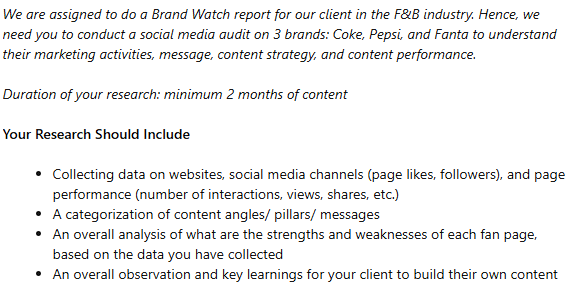 We are assigned to do a Brand Watch report for our client in the F&B industry. Hence, we
need you to conduct a social media audit on 3 brands: Coke, Pepsi, and Fanta to understand
their marketing activities, message, content strategy, and content performance.
Duration of your research: minimum 2 months of content
Your Research Should Include
• Collecting data on websites, social media channels (page likes, followers), and page
performance (number of interactions, views, shares, etc.)
• A categorization of content angles/ pillars/ messages
• An overall analysis of what are the strengths and weaknesses of each fan page,
based on the data you have collected
• An overall observation and key learnings for your client to build their own content